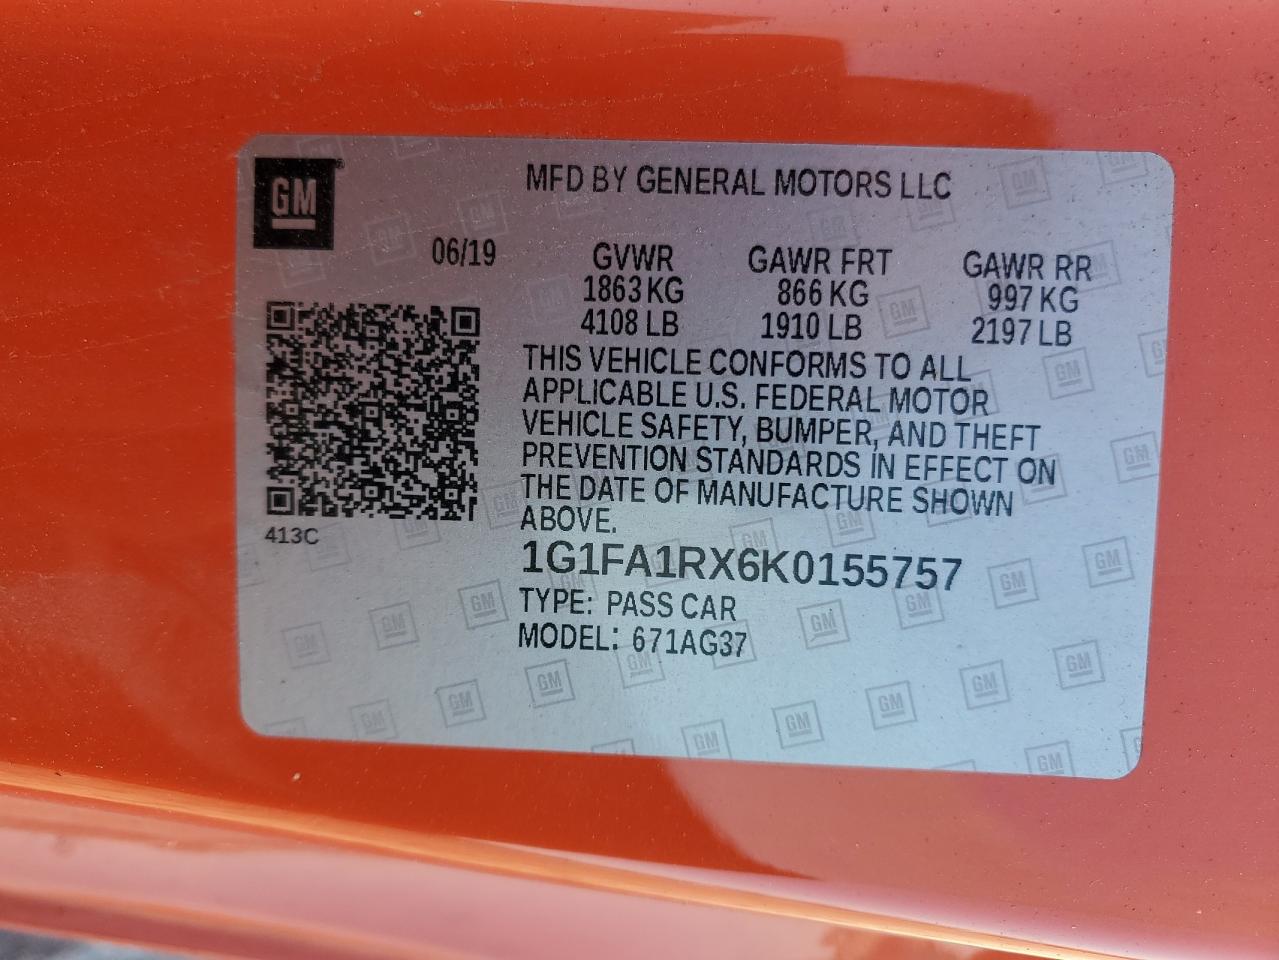 GM
MFD BY GENERAL MOTORS LLC
06/19
GVWR GAWR FRT GAWR RR
1863 KG 866 KG 997 KG
4108 LB 1910 LB 2197 LB
THIS VEHICLE CONFORMS TO ALL
APPLICABLE U.S. FEDERAL MOTOR
VEHICLE SAFETY, BUMPER, AND THEFT
PREVENTION STANDARDS IN EFFECT ON
THE DATE OF MANUFACTURE SHOWN
ABOVE.
413C
1G1FA1RX6K0155757
TYPE: PASS CAR
MODEL: 671AG37